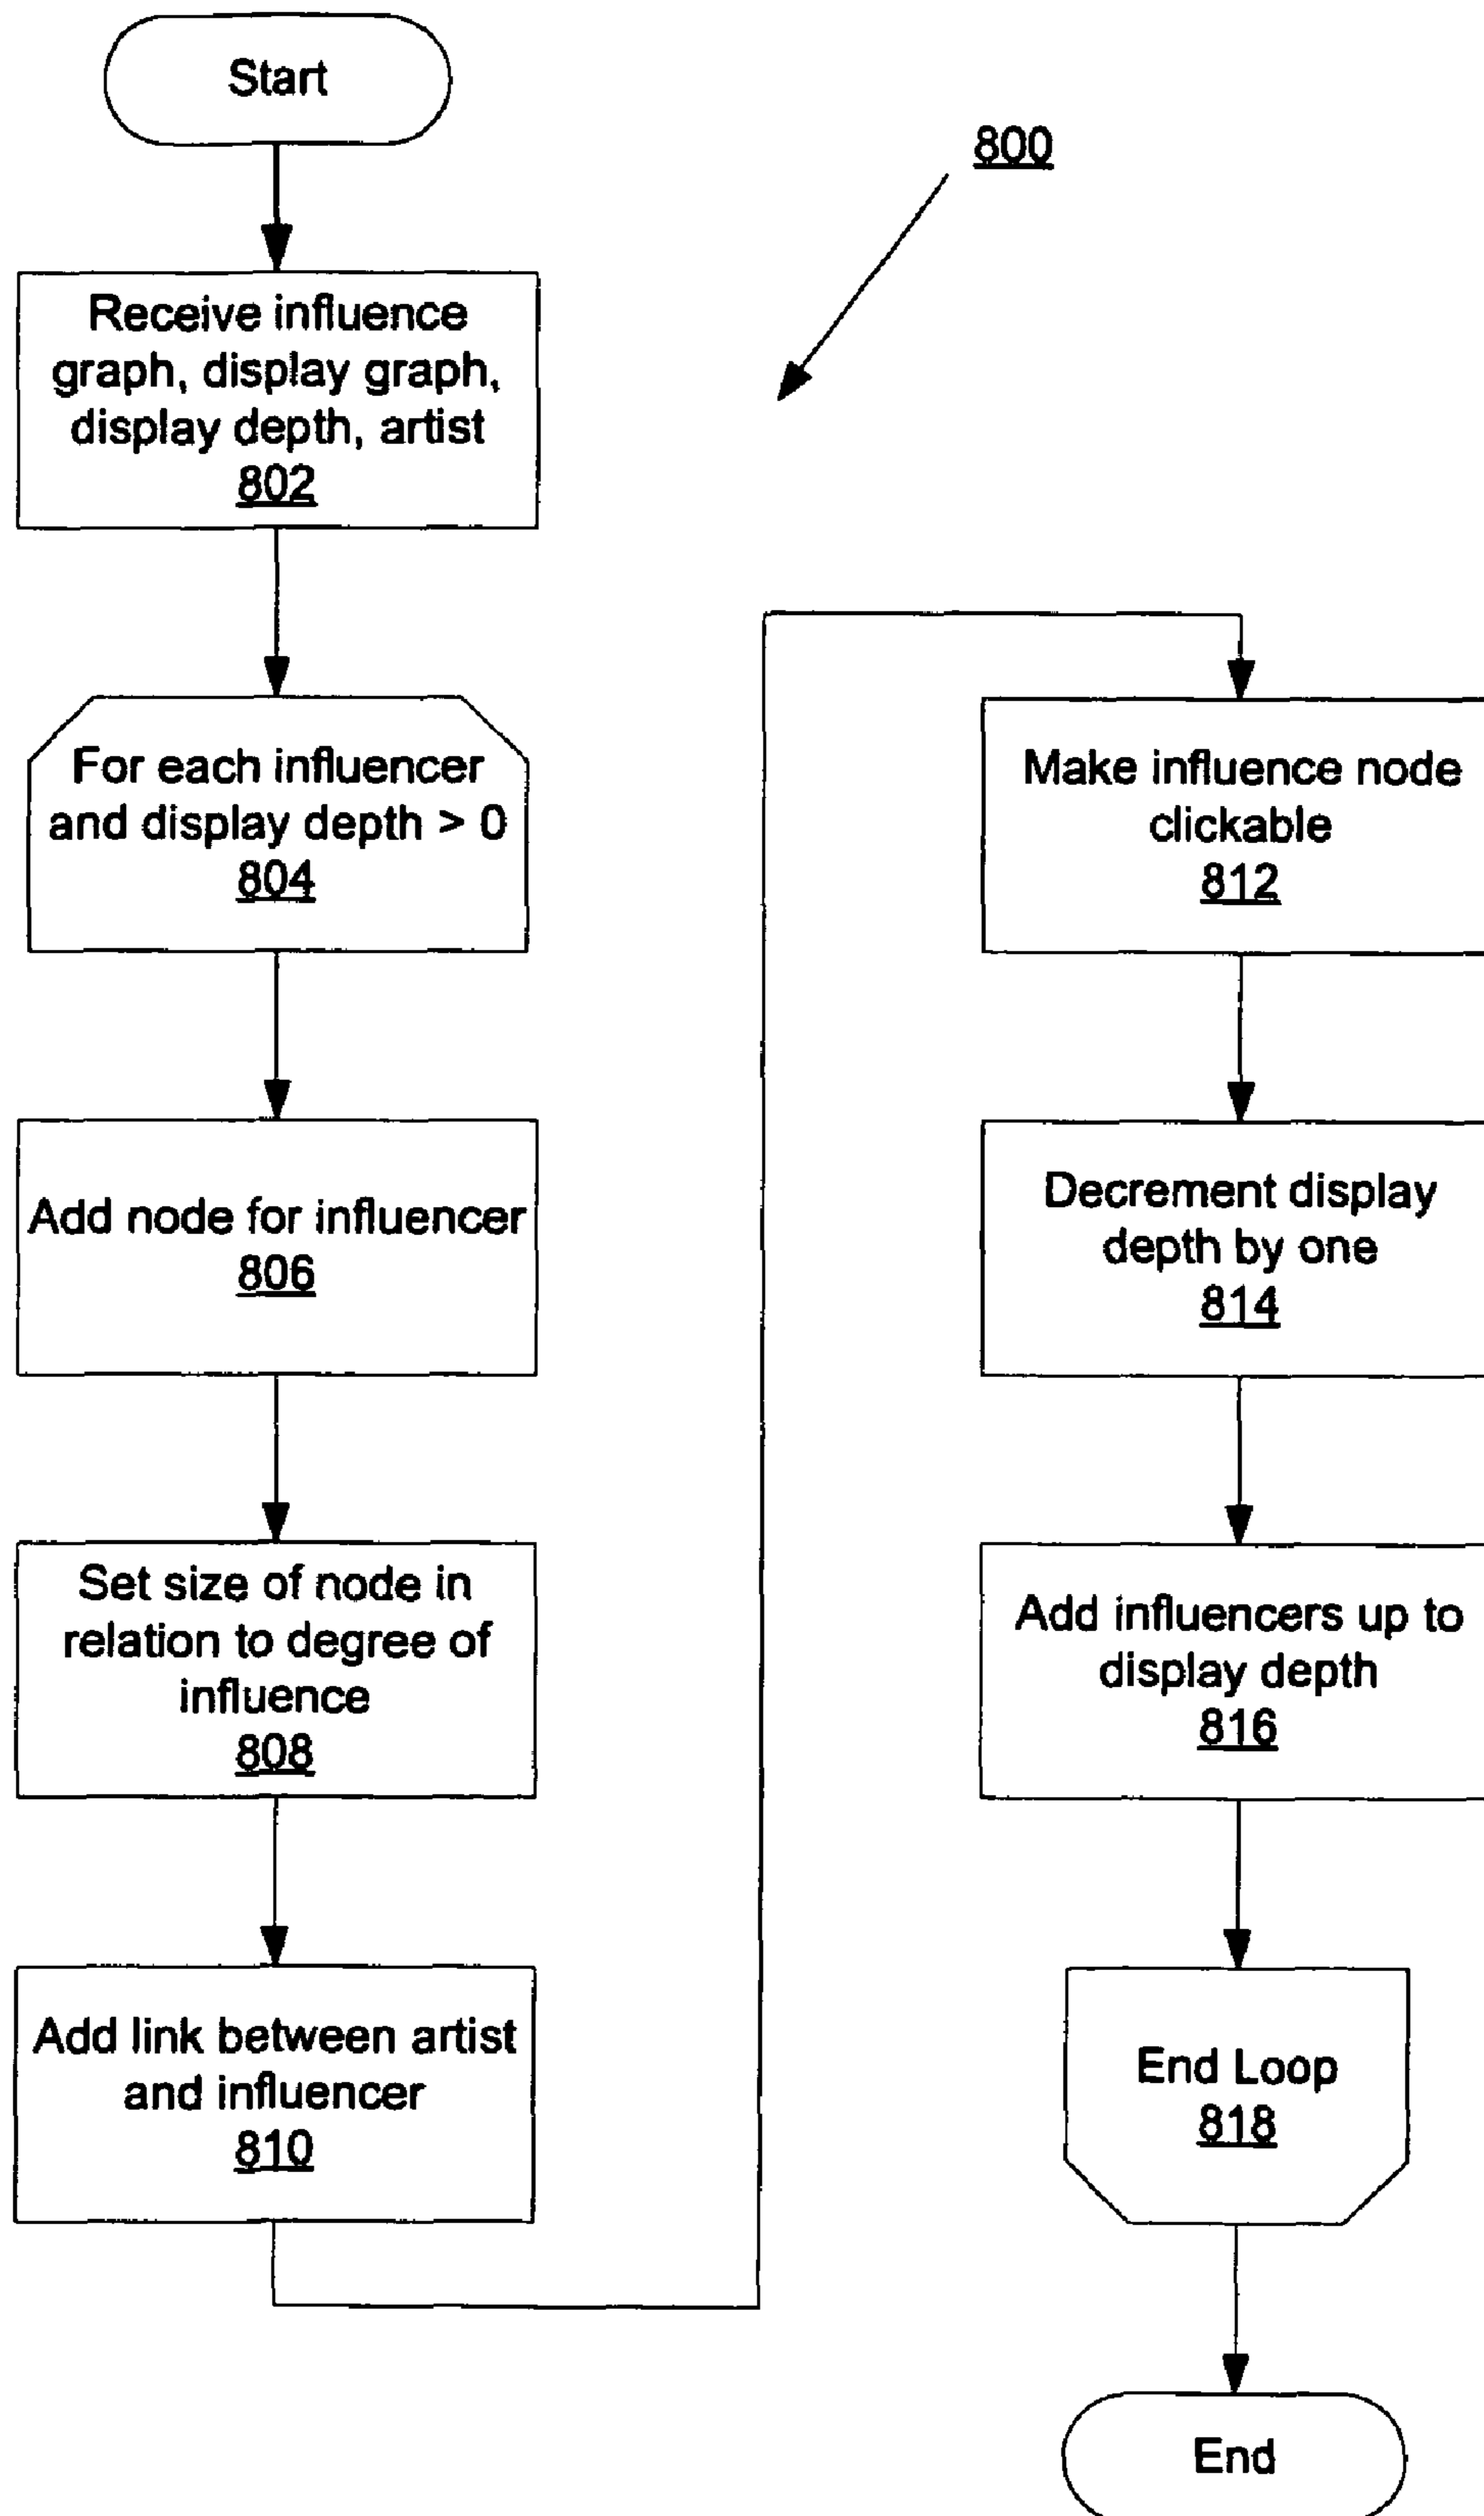 Start
800
Receive influence
graph, display graph,
display depth, artist
802
For each influencer
and display depth > 0
804
Add node for influencer
806
Set size of node in
relation to degree of
influence
808
Add link between artist
and influencer
810
Make influence node
clickable
812
Decrement display
depth by one
814
Add influencers up to
display depth
816
End Loop
818
End